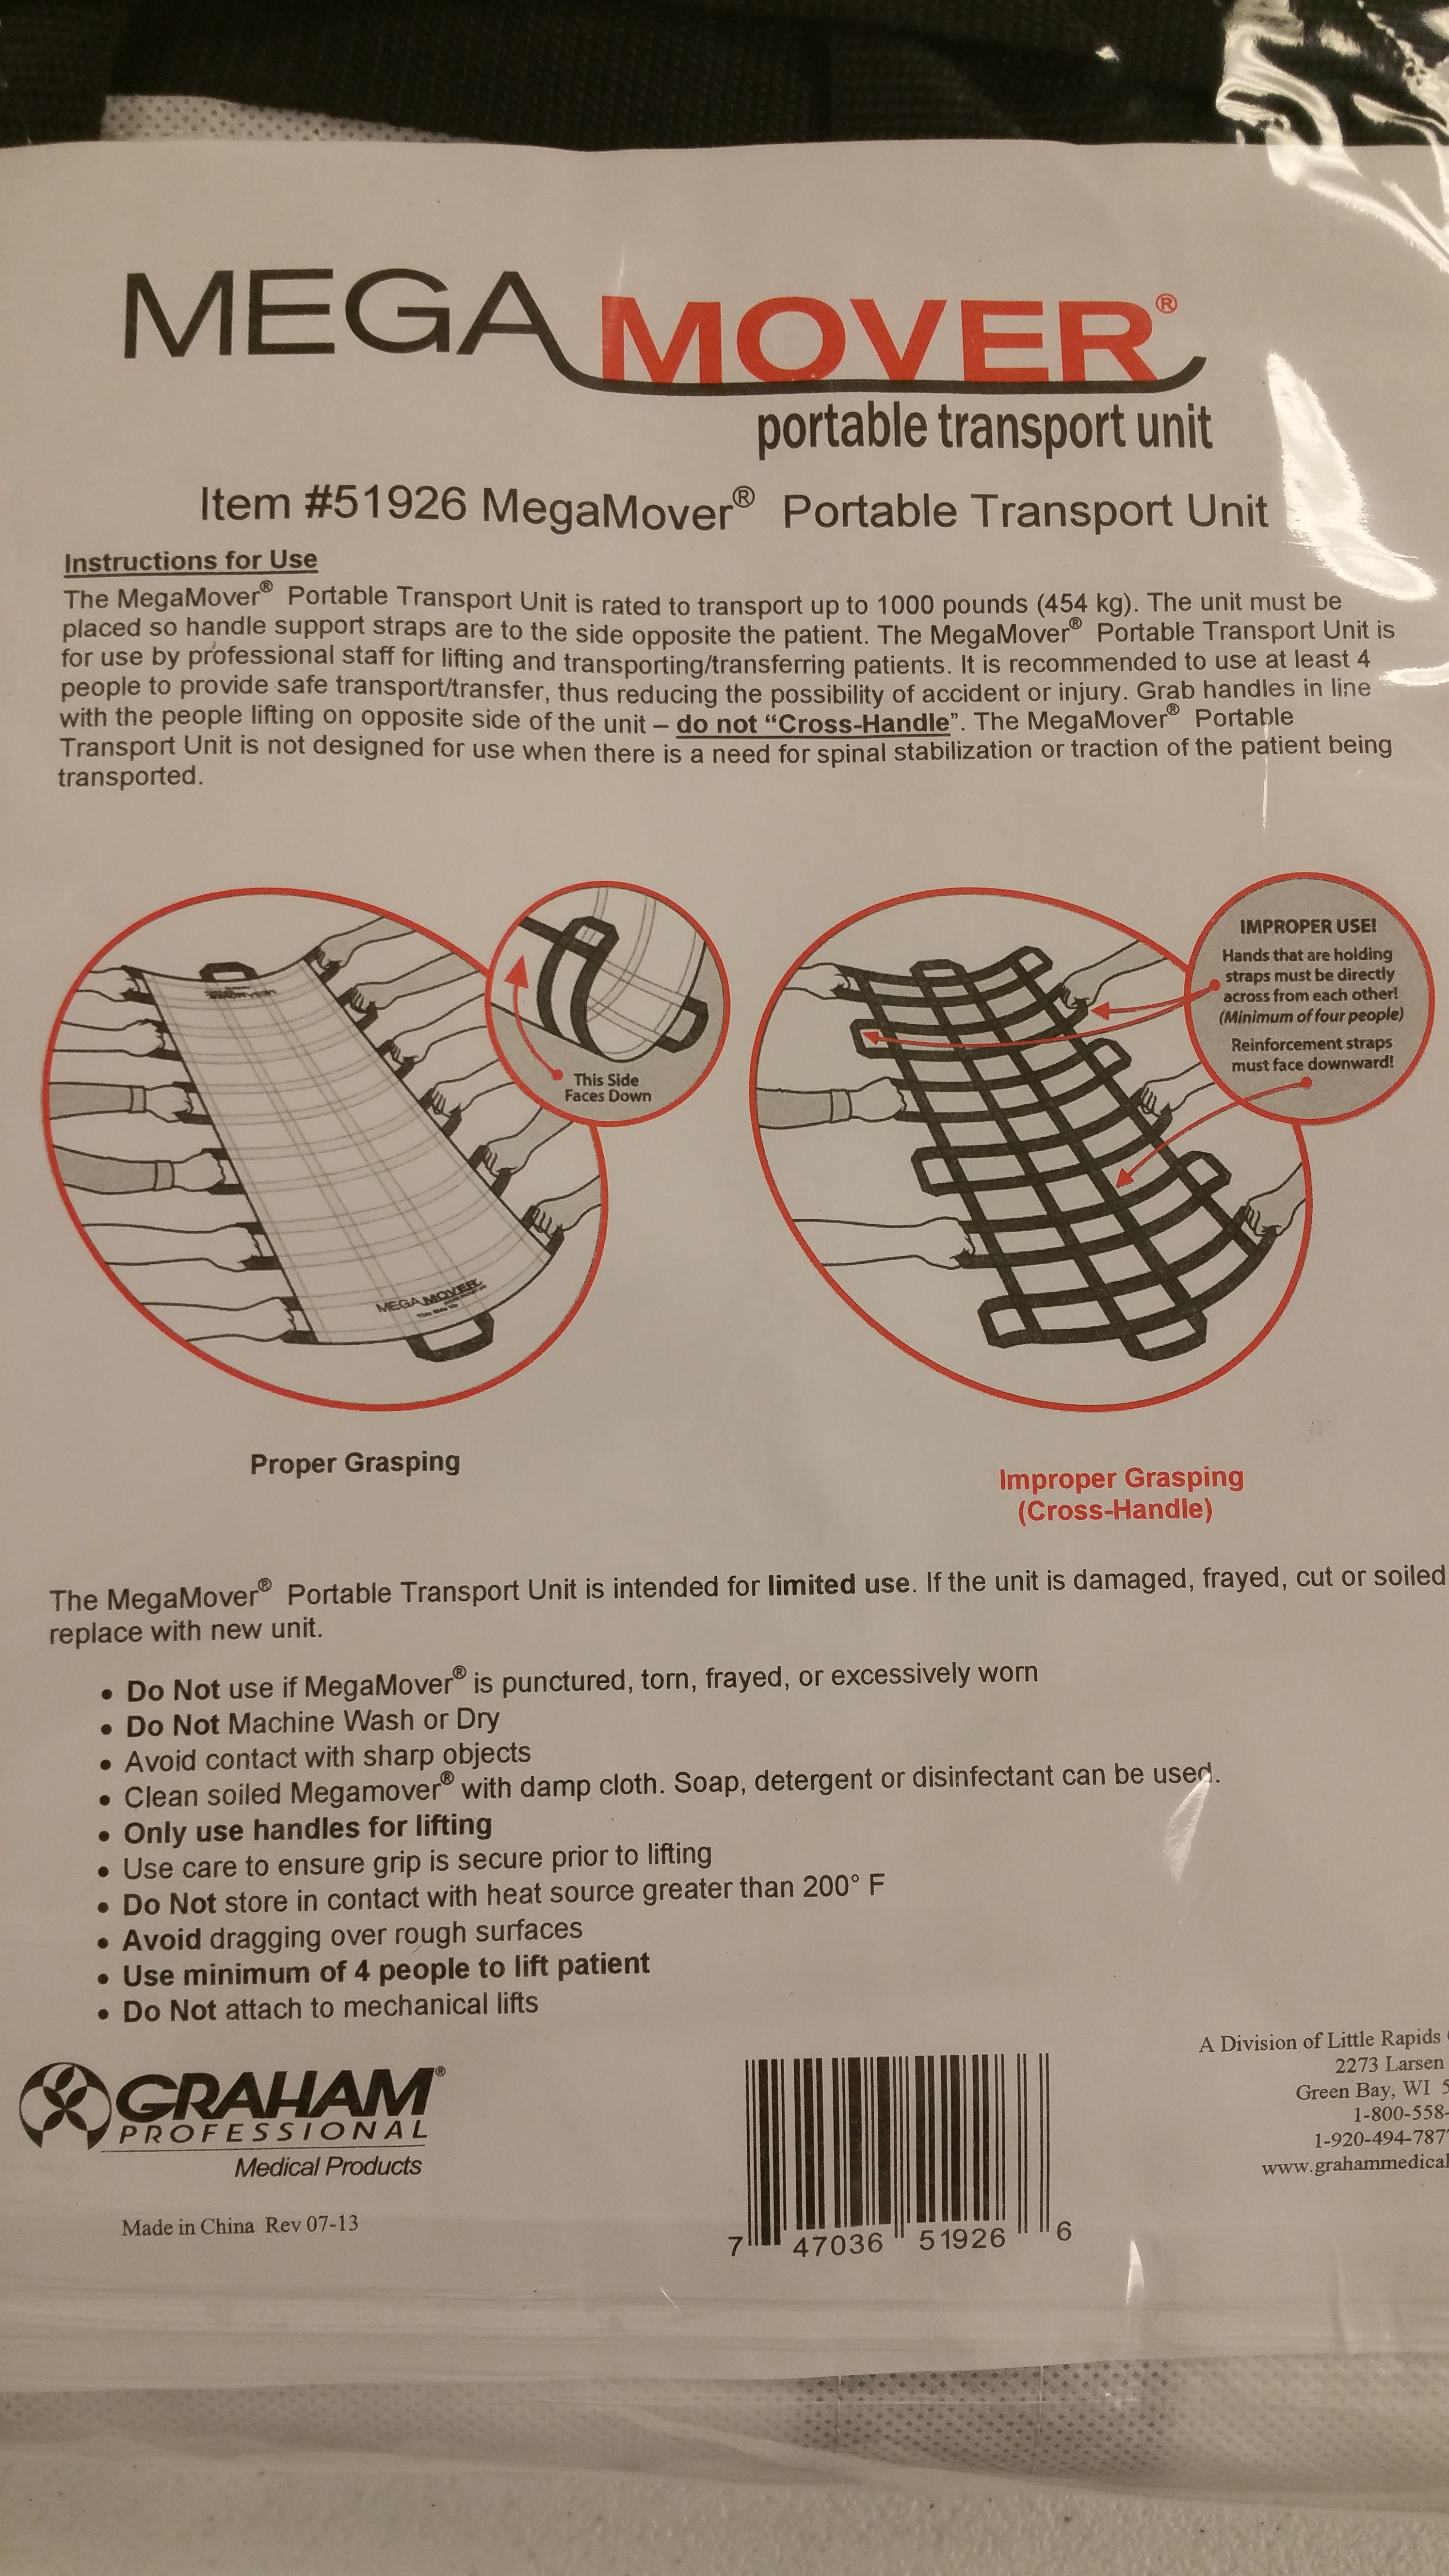 MEGA MOVER®
portable transport unit
Item #51926 MegaMover® Portable Transport Unit
Instructions for Use
The MegaMover® Portable Transport Unit is rated to transport up to 1000 pounds (454 kg). The unit must be
placed so handle support straps are to the side opposite the patient. The MegaMover® Portable Transport Unit is
for use by professional staff for lifting and transporting/transferring patients. It is recommended to use at least 4
people to provide safe transport/transfer, thus reducing the possibility of accident or injury. Grab handles in line
with the people lifting on opposite side of the unit – do not “Cross-Handle”. The MegaMover® Portable
Transport Unit is not designed for use when there is a need for spinal stabilization or traction of the patient being
transported.
This Side
Faces Down
MEGA MOVER
This Side Up
Proper Grasping
IMPROPER USE!
Hands that are holding
straps must be directly
across from each other!
(Minimum of four people)
Reinforcement straps
must face downward!
Improper Grasping
(Cross-Handle)
The MegaMover® Portable Transport Unit is intended for limited use. If the unit is damaged, frayed, cut or soiled
replace with new unit.
• Do Not use if MegaMover® is punctured, torn, frayed, or excessively worn
• Do Not Machine Wash or Dry
• Avoid contact with sharp objects
• Clean soiled Megamover® with damp cloth. Soap, detergent or disinfectant can be used.
• Only use handles for lifting
• Use care to ensure grip is secure prior to lifting
• Do Not store in contact with heat source greater than 200° F
• Avoid dragging over rough surfaces
• Use minimum of 4 people to lift patient
• Do Not attach to mechanical lifts
GRAHAM®
PROFESSIONAL
Medical Products
Made in China Rev 07-13
7 47036 51926 6
A Division of Little Rapids
2273 Larsen
Green Bay, WI 5
1-800-558-
1-920-494-787
www.grahammedical